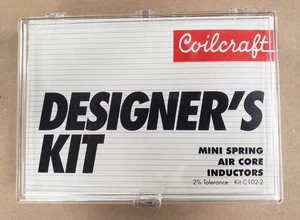 Coilcraft
DESIGNER'S
KIT
MINI SPRING
AIR CORE
INDUCTORS
2% Tolerance Kit C102-2